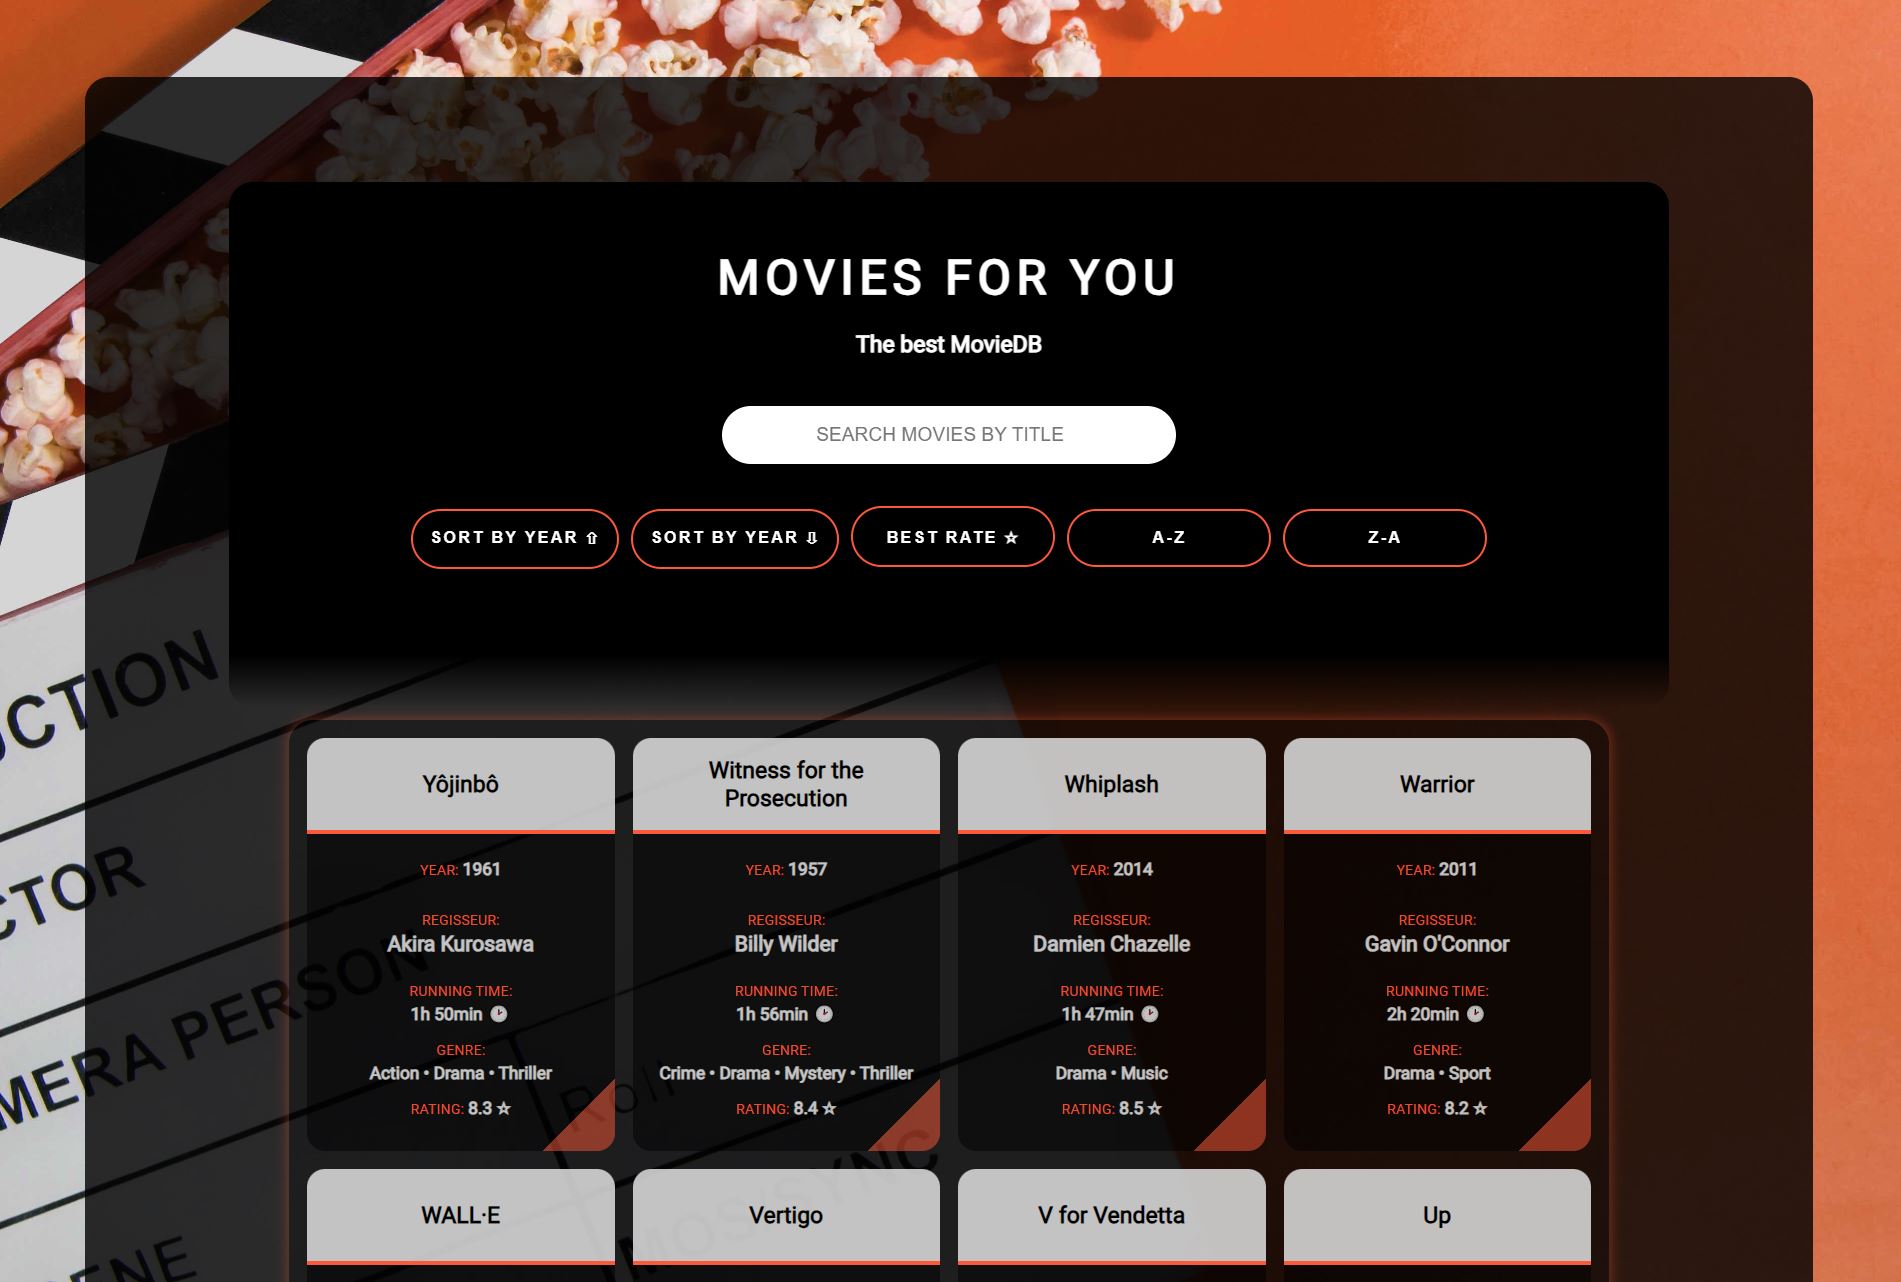 MOVIES FOR YOU
The best MovieDB
SEARCH MOVIES BY TITLE
SORT BY YEAR ⇧
SORT BY YEAR ⇩
BEST RATE ☆
A-Z
Z-A
Yôjinbô
YEAR: 1961
REGISSEUR:
Akira Kurosawa
RUNNING TIME:
1h 50min 🕑
GENRE:
Action • Drama • Thriller
RATING: 8.3 ☆
Witness for the
Prosecution
YEAR: 1957
REGISSEUR:
Billy Wilder
RUNNING TIME:
1h 56min 🕑
GENRE:
Crime • Drama • Mystery • Thriller
RATING: 8.4 ☆
Whiplash
YEAR: 2014
REGISSEUR:
Damien Chazelle
RUNNING TIME:
1h 47min 🕑
GENRE:
Drama • Music
RATING: 8.5 ☆
Warrior
YEAR: 2011
REGISSEUR:
Gavin O'Connor
RUNNING TIME:
2h 20min 🕑
GENRE:
Drama • Sport
RATING: 8.2 ☆
WALL·E
Vertigo
V for Vendetta
Up
UCTION
CTOR
MERA PERSON
Roll
ENE
MOS/SYNC